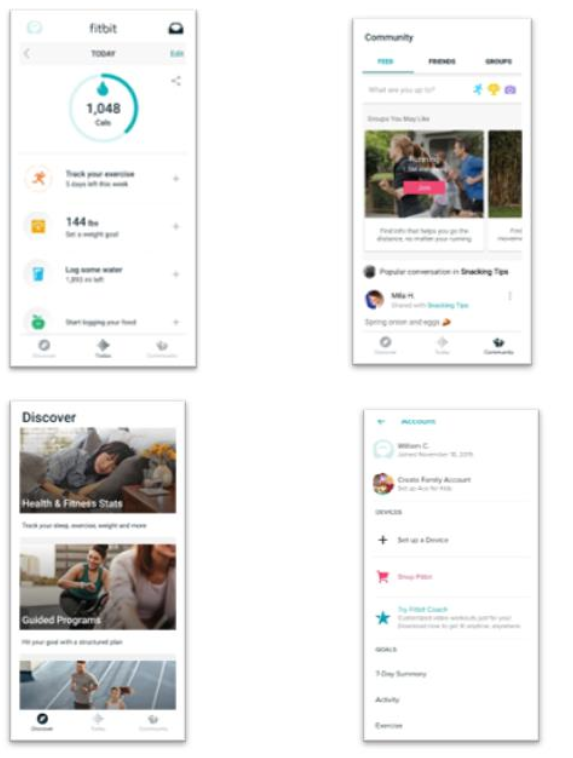 fitbit
TODAY
Edit
1,048
Cals
Track your exercise
5 days left this week
144 lbs
Set a weight goal
Log some water
1,893 ml left
Start logging your food
Discover
Today
Community
Community
FEED
FRIENDS
GROUPS
What are you up to?
Groups You May Like
Running
Join
Find info that helps you go the
distance, no matter your running
Popular conversation in Snacking Tips
Mila H.
Shared with Snacking Tips
Spring onion and eggs
Discover
Today
Community
Discover
Health & Fitness Stats
Track your sleep, exercise, weight and more
Guided Programs
Hit your goal with a structured plan
Discover
Today
Community
Account
William C.
Joined November 18, 2019
Create Family Account
Set up Ace for Kids
DEVICES
Set up a Device
Shop Fitbit
Try Fitbit Coach
Customized video workouts just for you!
Download now to get fit anytime, anywhere.
GOALS
7-Day Summary
Activity
Exercise